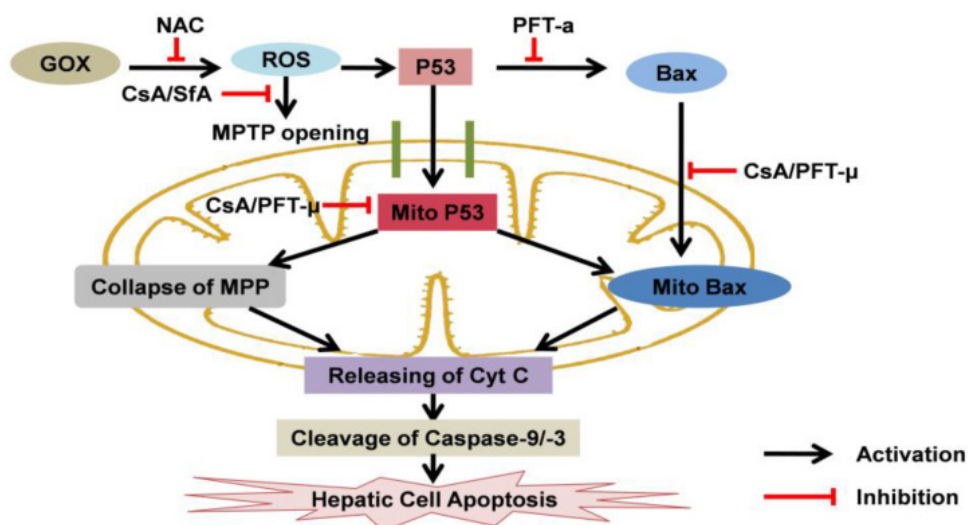 NAC
PFT-a
GOX
ROS
P53
Bax
CsA/SfA
MPTP opening
CsA/PFT-μ
CsA/PFT-μ
Mito P53
Collapse of MPP
Mito Bax
Releasing of Cyt C
Cleavage of Caspase-9/-3
Activation
Hepatic Cell Apoptosis
Inhibition